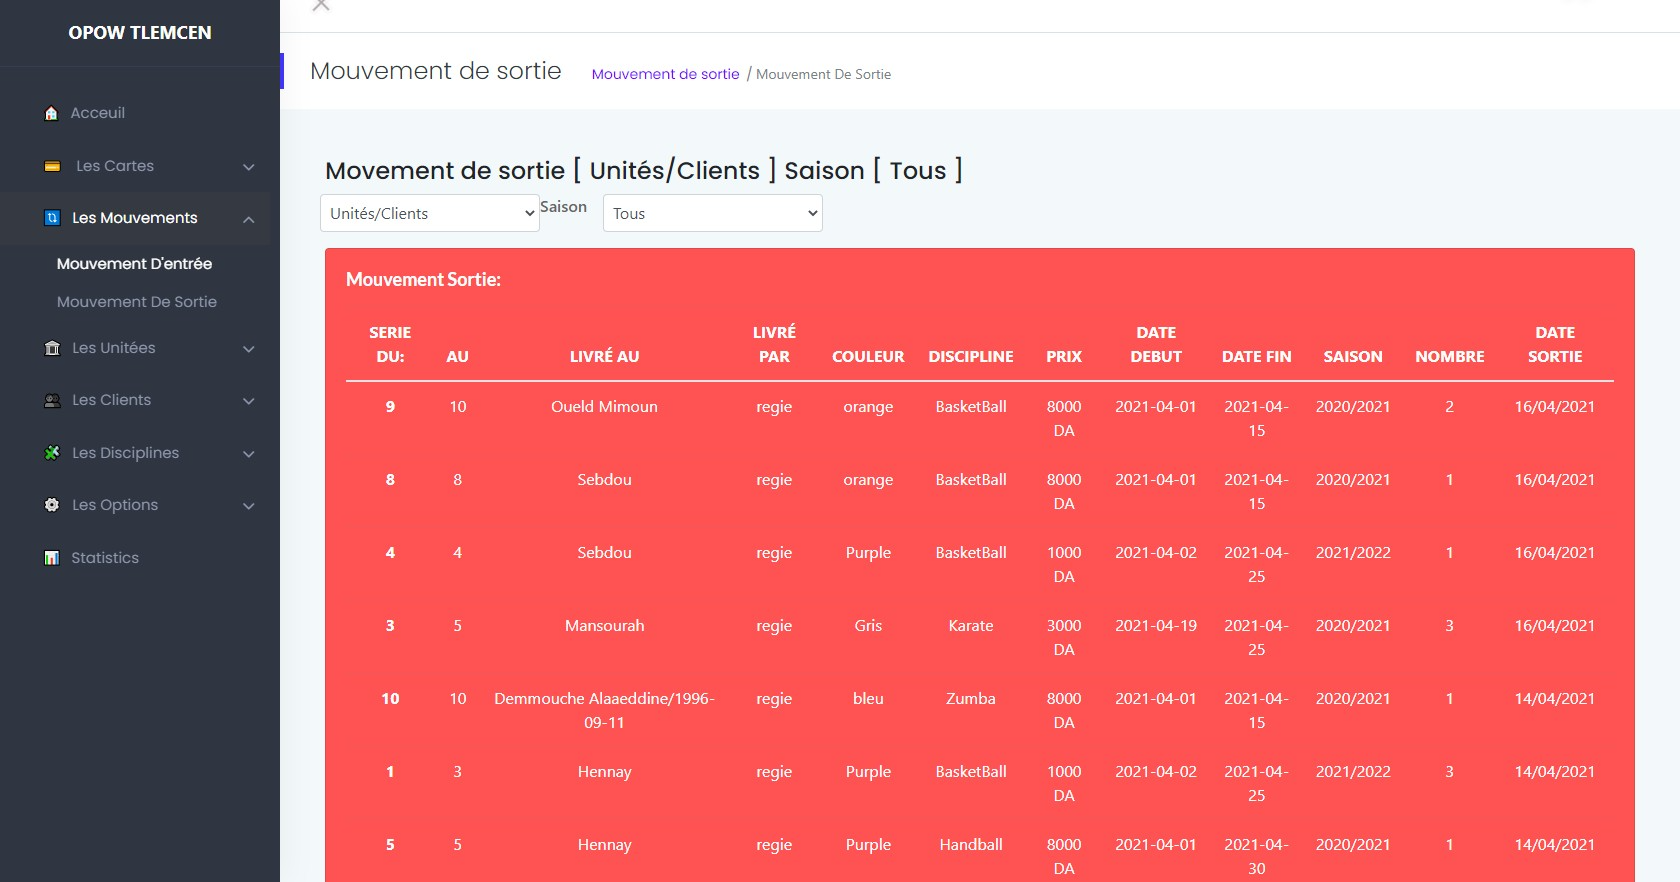 OPOW TLEMCEN
Acceuil
Les Cartes
Les Mouvements
Mouvement D'entrée
Mouvement De Sortie
Les Unitées
Les Clients
Les Disciplines
Les Options
Statistics
Mouvement de sortie Mouvement de sortie / Mouvement De Sortie
Movement de sortie [ Unités/Clients ] Saison [ Tous ]
Unités/Clients Saison Tous
Mouvement Sortie:
SERIE DU: AU LIVRÉ AU LIVRÉ PAR COULEUR DISCIPLINE PRIX DATE DEBUT DATE FIN SAISON NOMBRE DATE SORTIE
9 10 Oueld Mimoun regie orange BasketBall 8000 DA 2021-04-01 2021-04-15 2020/2021 2 16/04/2021
8 8 Sebdou regie orange BasketBall 8000 DA 2021-04-01 2021-04-15 2020/2021 1 16/04/2021
4 4 Sebdou regie Purple BasketBall 1000 DA 2021-04-02 2021-04-25 2021/2022 1 16/04/2021
3 5 Mansourah regie Gris Karate 3000 DA 2021-04-19 2021-04-25 2020/2021 3 16/04/2021
10 10 Demmouche Alaaeddine/1996-09-11 regie bleu Zumba 8000 DA 2021-04-01 2021-04-15 2020/2021 1 14/04/2021
1 3 Hennay regie Purple BasketBall 1000 DA 2021-04-02 2021-04-25 2021/2022 3 14/04/2021
5 5 Hennay regie Purple Handball 8000 DA 2021-04-01 2021-04-30 2020/2021 1 14/04/2021